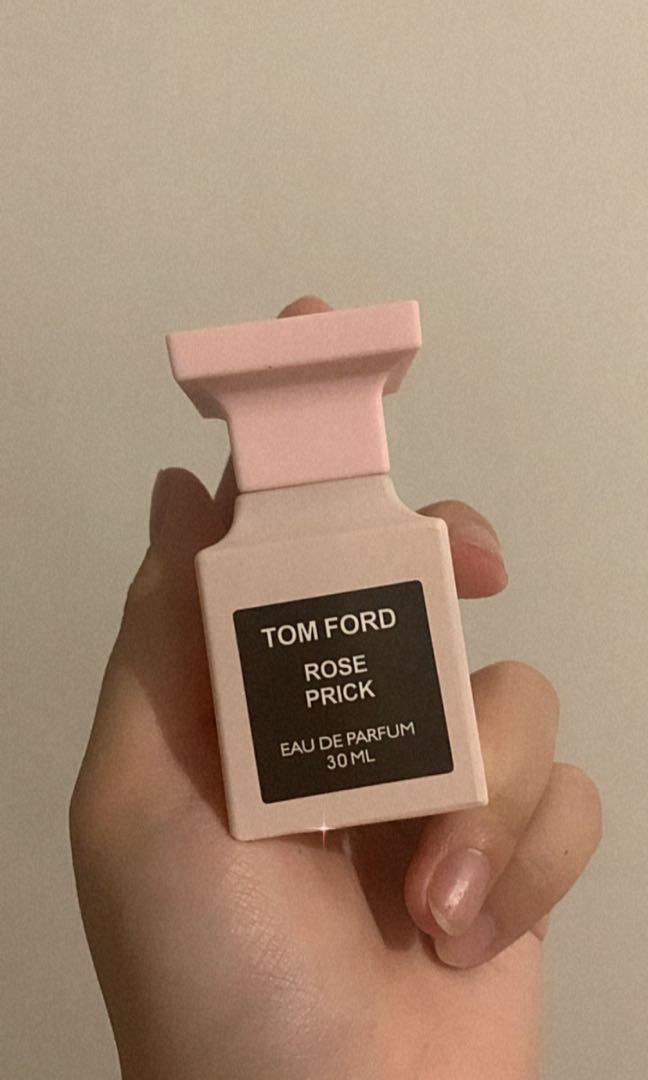 TOM FORD
ROSE
PRICK
EAU DE PARFUM
30 ML